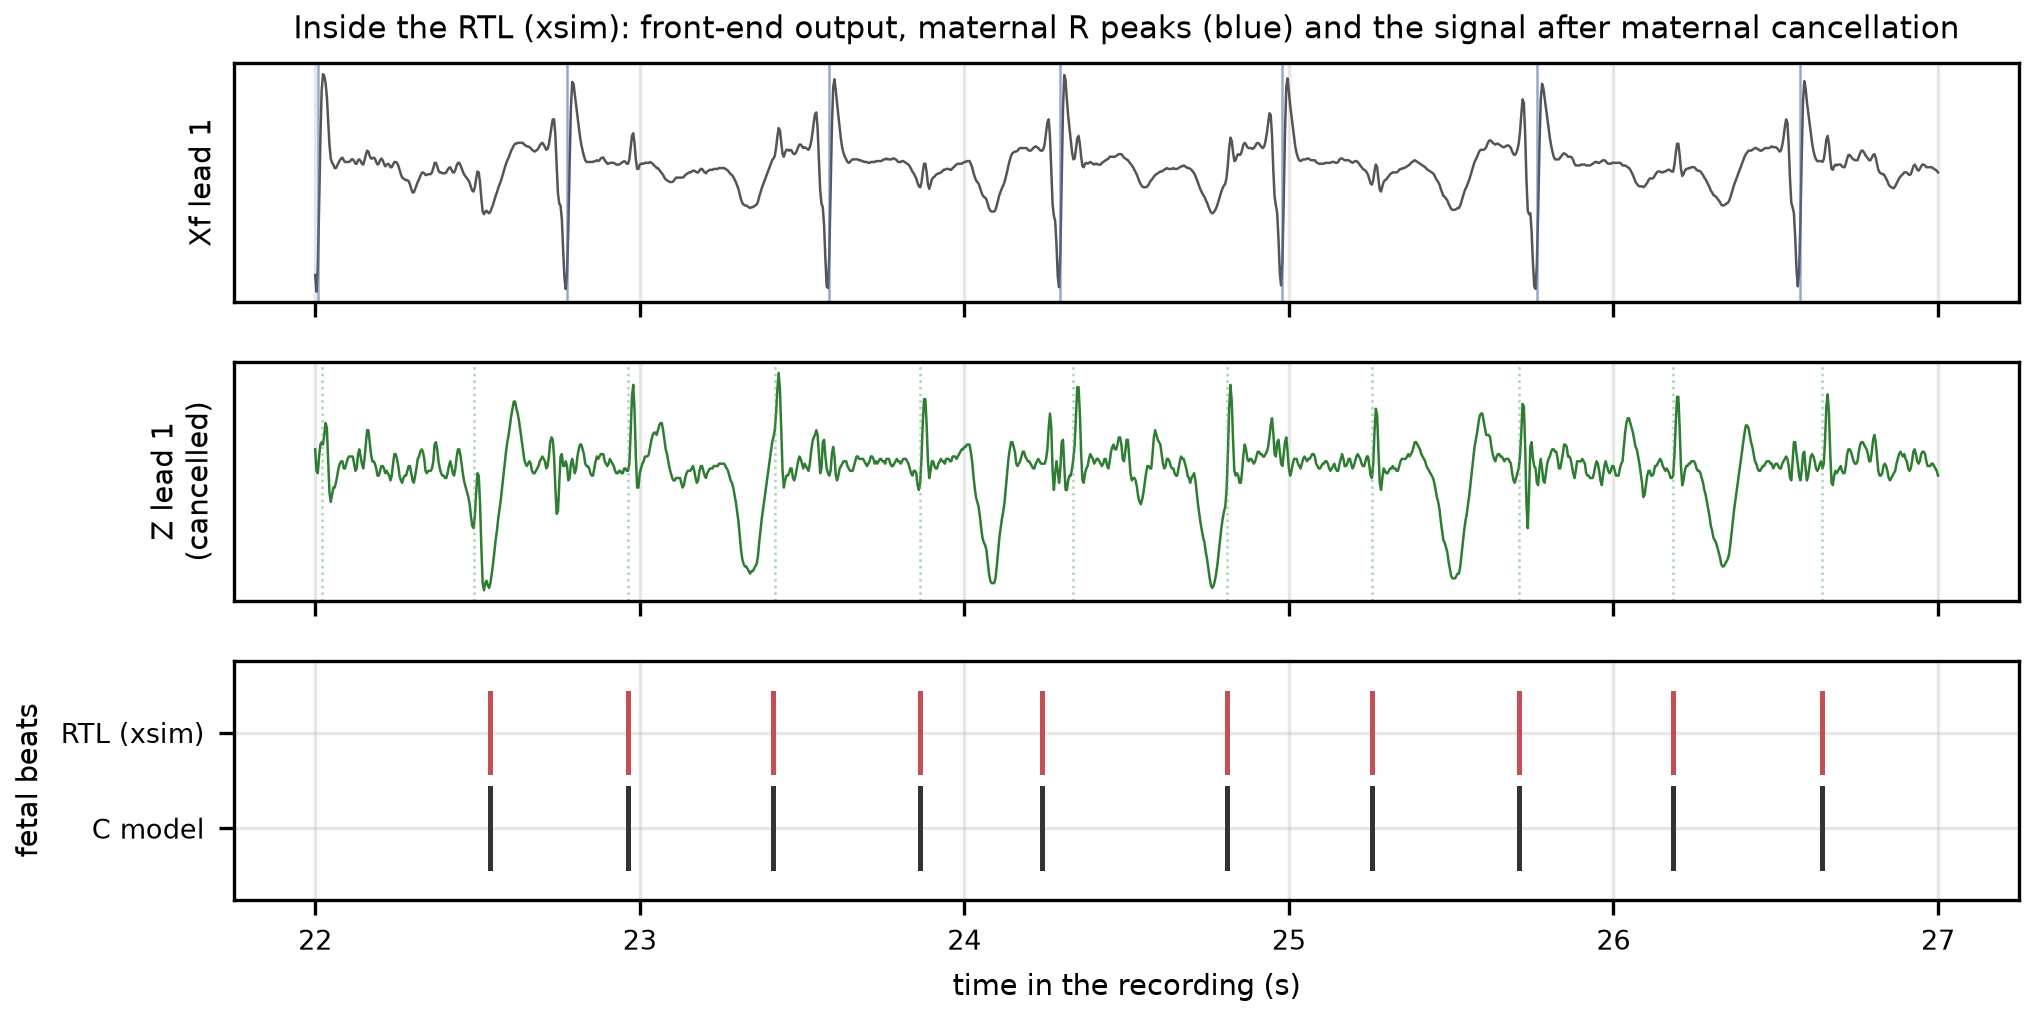 Inside the RTL (xsim): front-end output, maternal R peaks (blue) and the signal after maternal cancellation
Xf lead 1
Z lead 1
(cancelled)
fetal beats
RTL (xsim)
C model
22 23 24 25 26 27
time in the recording (s)